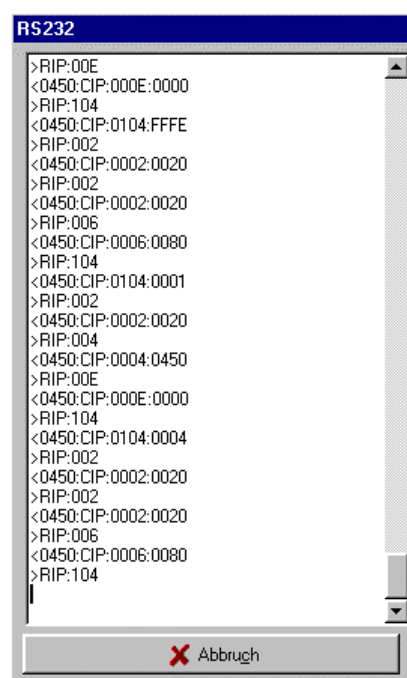 RS232
>RIP:00E
<0450:CIP:000E:0000
>RIP:104
<0450:CIP:0104:FFFE
>RIP:002
<0450:CIP:0002:0020
>RIP:002
<0450:CIP:0002:0020
>RIP:006
<0450:CIP:0006:0080
>RIP:104
<0450:CIP:0104:0001
>RIP:002
<0450:CIP:0002:0020
>RIP:004
<0450:CIP:0004:0450
>RIP:00E
<0450:CIP:000E:0000
>RIP:104
<0450:CIP:0104:0004
>RIP:002
<0450:CIP:0002:0020
>RIP:002
<0450:CIP:0002:0020
>RIP:006
<0450:CIP:0006:0080
>RIP:104
Abbruch